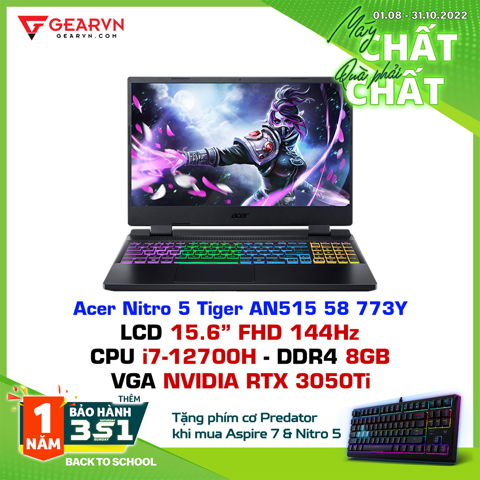 GEARVN
GEARVN.COM
01.08 - 31.10.2022
Máy
CHẤT
Quà phải
CHẤT
acer
Acer Nitro 5 Tiger AN515 58 773Y
LCD 15.6” FHD 144Hz
CPU i7-12700H - DDR4 8GB
VGA NVIDIA RTX 3050Ti
1
NĂM
THÊM
BẢO HÀNH
3S1
SUNDAY
BACK TO SCHOOL
Tặng phím cơ Predator
khi mua Aspire 7 & Nitro 5